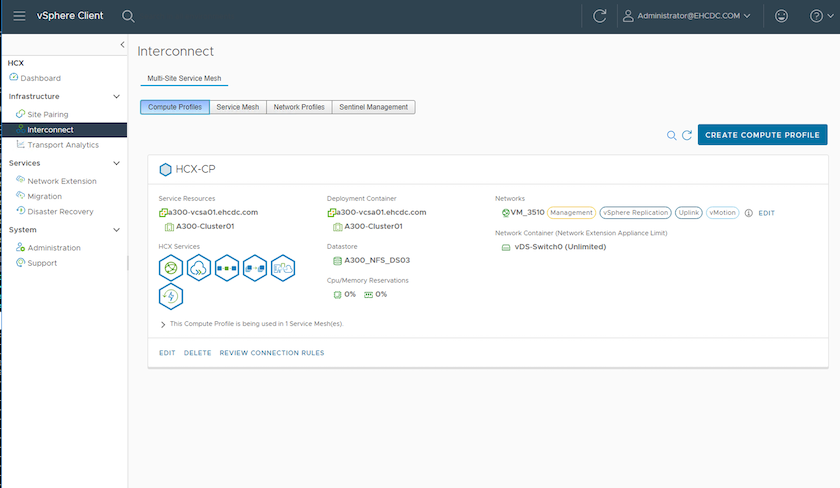 vSphere Client
Administrator@EHCDC.COM
HCX
Dashboard
Infrastructure
Site Pairing
Interconnect
Transport Analytics
Services
Network Extension
Migration
Disaster Recovery
System
Administration
Support
Interconnect
Multi-Site Service Mesh
Compute Profiles
Service Mesh
Network Profiles
Sentinel Management
CREATE COMPUTE PROFILE
HCX-CP
Service Resources
a300-vcsa01.ehcdc.com
A300-Cluster01
HCX Services
Deployment Container
a300-vcsa01.ehcdc.com
A300-Cluster01
Datastore
A300_NFS_DS03
Cpu/Memory Reservations
0% 0%
Networks
VM_3510 Management vSphere Replication Uplink vMotion EDIT
Network Container (Network Extension Appliance Limit)
vDS-Switch0 (Unlimited)
This Compute Profile is being used in 1 Service Mesh(es).
EDIT DELETE REVIEW CONNECTION RULES